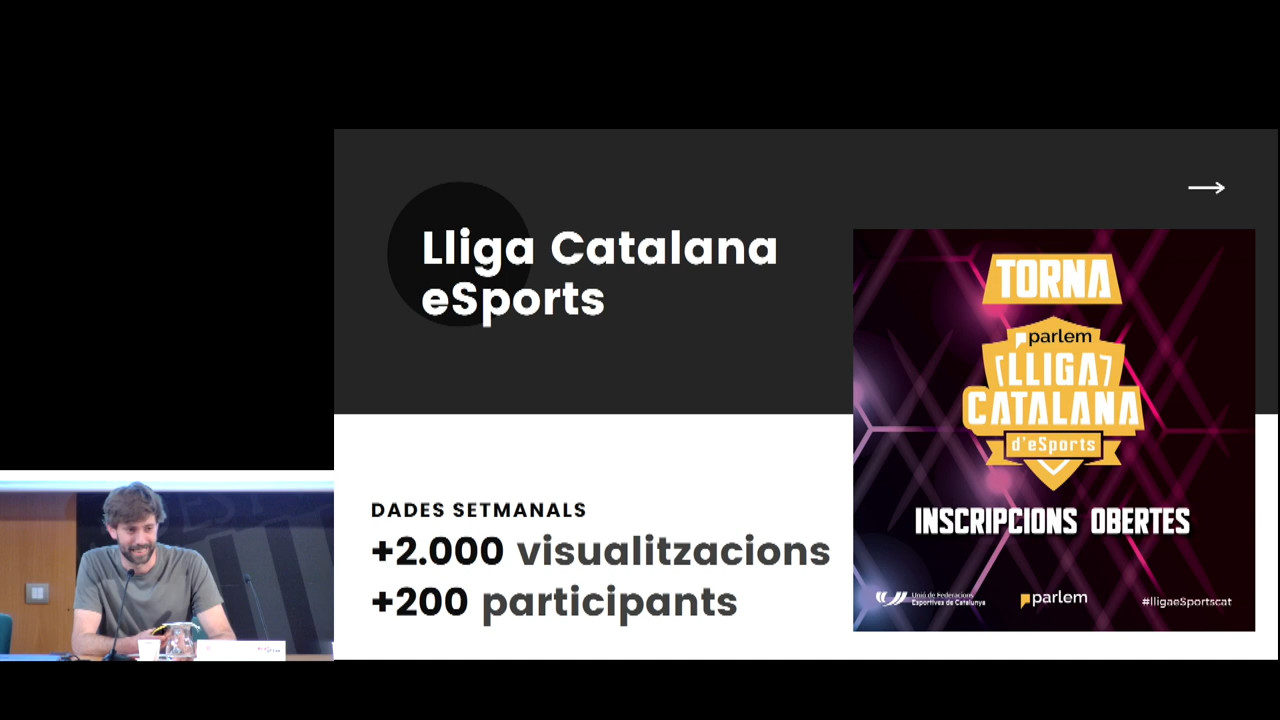 Lliga Catalana
eSports
DADES SETMANALS
+2.000 visualitzacions
+200 participants
TORNA
parlem
LLIGA
CATALANA
d'eSports
INSCRIPCIONS OBERTES
Unió de Federacions
Esportives de Catalunya
parlem
#lligaeSportscat